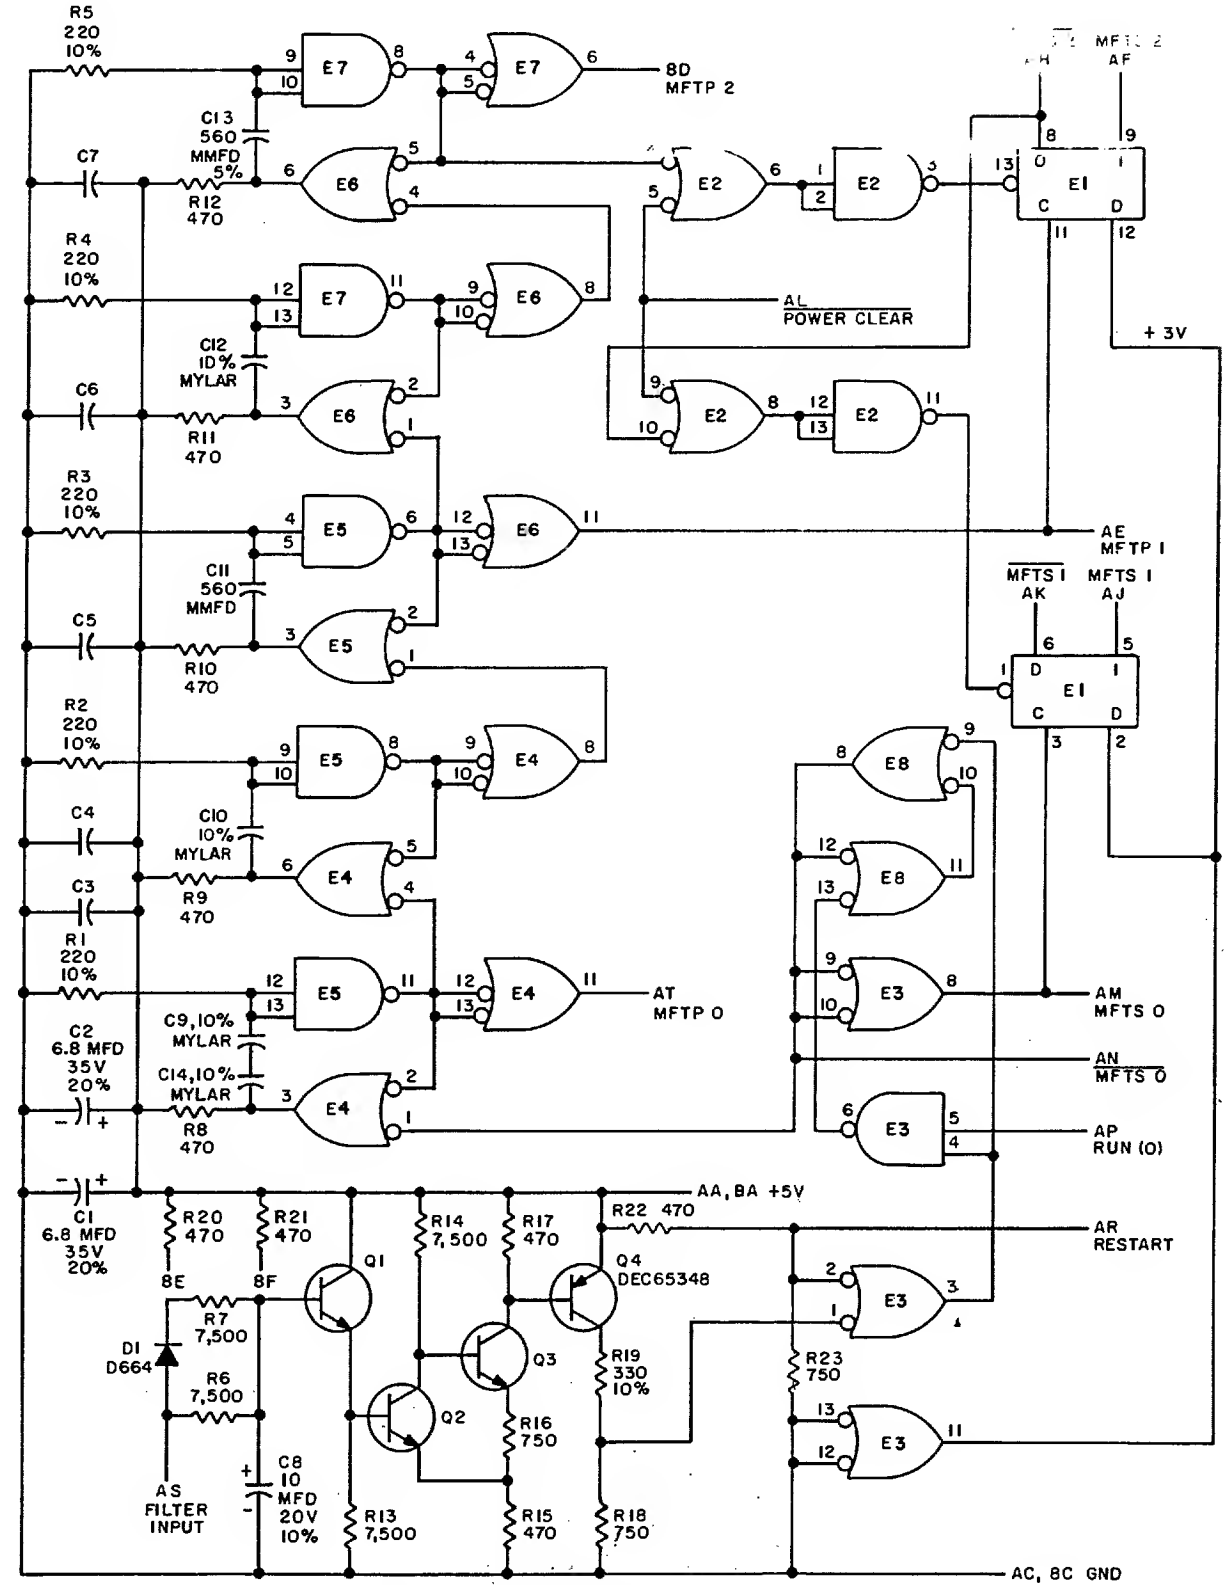 R5
220
10%
9
10
E7
8
4
5
E7
6
8D
MFTP 2
MFTS 2
AF
C13
560
MMFD
5%
C7
6
E6
5
4
R12
470
5
E2
6
1
2
E2
3
13
8
9
O
I
E1
C
D
11
12
R4
220
10%
12
13
E7
11
9
10
E6
8
AL
POWER CLEAR
+ 3V
C12
10%
MYLAR
C6
3
E6
2
1
R11
470
9
10
E2
8
12
13
E2
11
R3
220
10%
4
5
E5
6
12
13
E6
11
AE
MFTP 1
C11
560
MMFD
MFTS 1
AK
MFTS 1
AJ
C5
3
E5
2
1
R10
470
1
6
5
D
I
E1
C
D
3
2
R2
220
10%
9
10
E5
8
9
10
E4
8
8
E8
9
10
C10
10%
MYLAR
C4
6
E4
5
4
R9
470
C3
12
13
E8
11
R1
220
10%
12
13
E5
11
12
13
E4
11
AT
MFTP 0
9
10
E3
8
AM
MFTS 0
C9, 10%
MYLAR
C2
6.8 MFD
35V
20%
- +
C14, 10%
MYLAR
3
E4
2
1
R8
470
AN
MFTS 0
6
E3
5
4
AP
RUN (0)
- +
C1
6.8 MFD
35V
20%
AA, BA +5V
R20
470
R21
470
R14
7,500
R17
470
R22 470
AR
RESTART
8E
8F
Q1
Q4
DEC65348
2
1
E3
3
R7
7,500
D1
D664
R6
7,500
Q3
R19
330
10%
R23
750
Q2
R16
750
13
12
E3
11
AS
FILTER
INPUT
+
-
C8
10
MFD
20V
10%
R13
7,500
R15
470
R18
750
AC, 8C GND